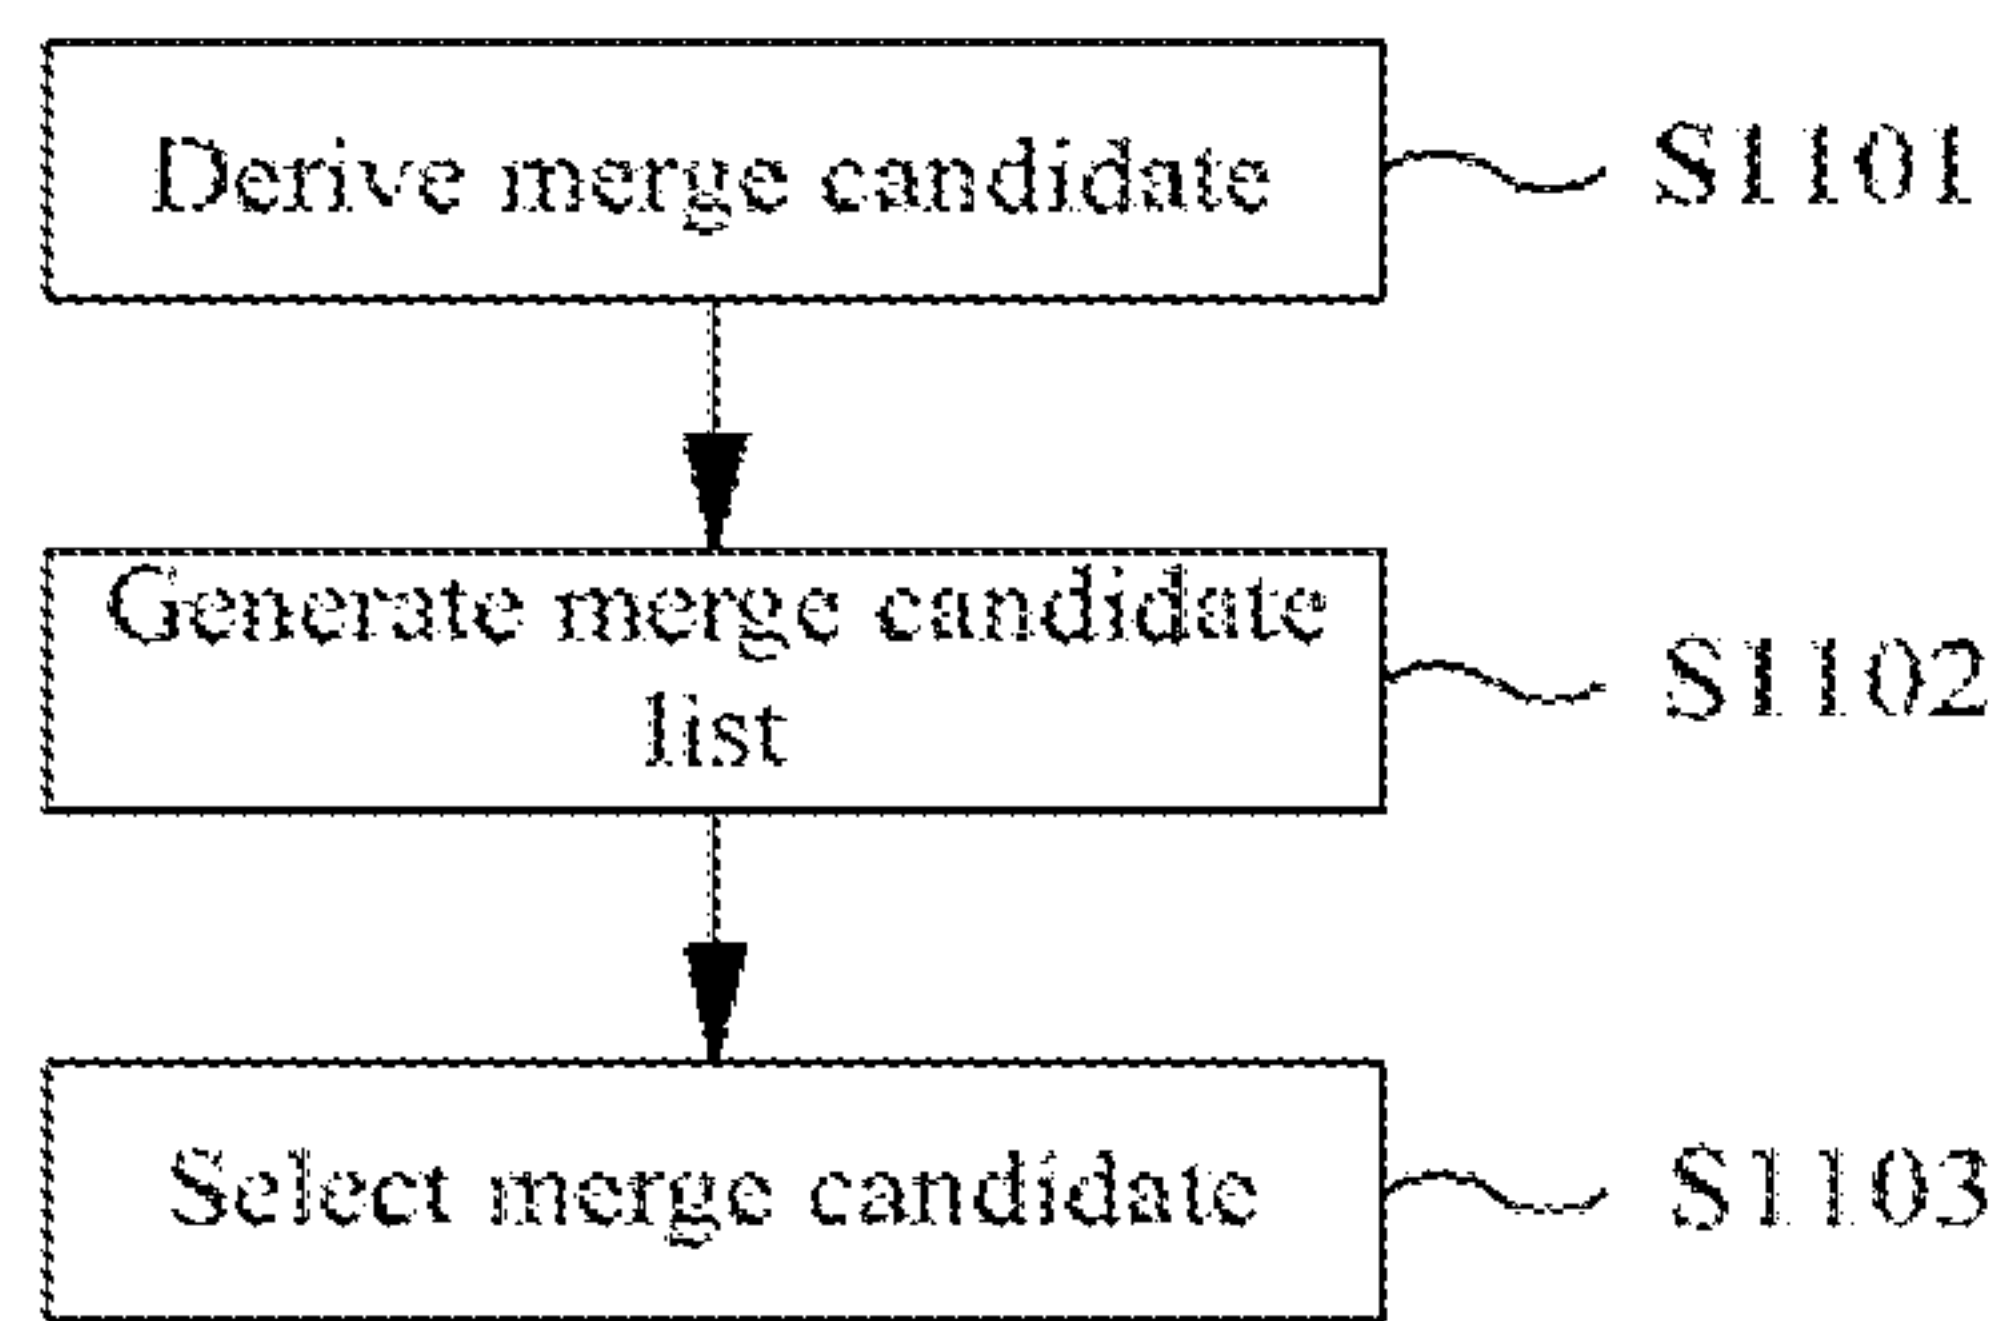 Derive merge candidate
S1101
Generate merge candidate
list
S1102
Select merge candidate
S1103